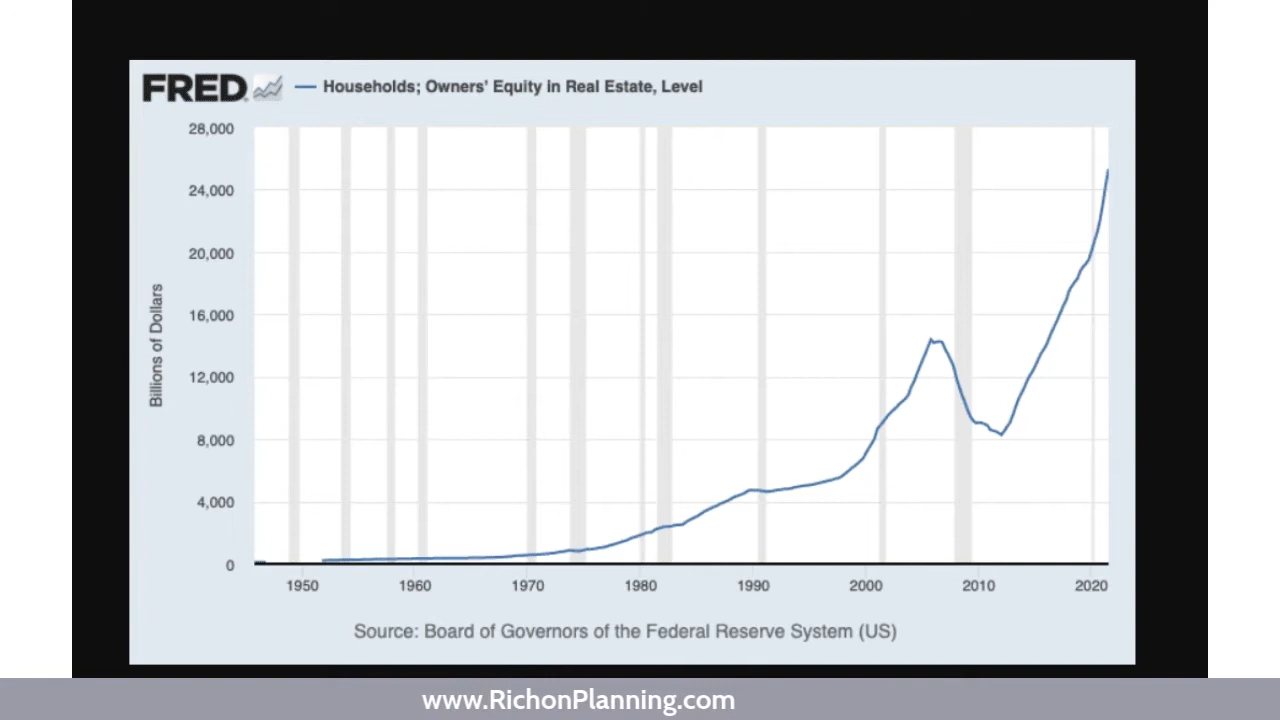 FRED
Households; Owners' Equity in Real Estate, Level
28,000
24,000
20,000
16,000
12,000
8,000
4,000
0
Billions of Dollars
1950 1960 1970 1980 1990 2000 2010 2020
Source: Board of Governors of the Federal Reserve System (US)
www.RichonPlanning.com